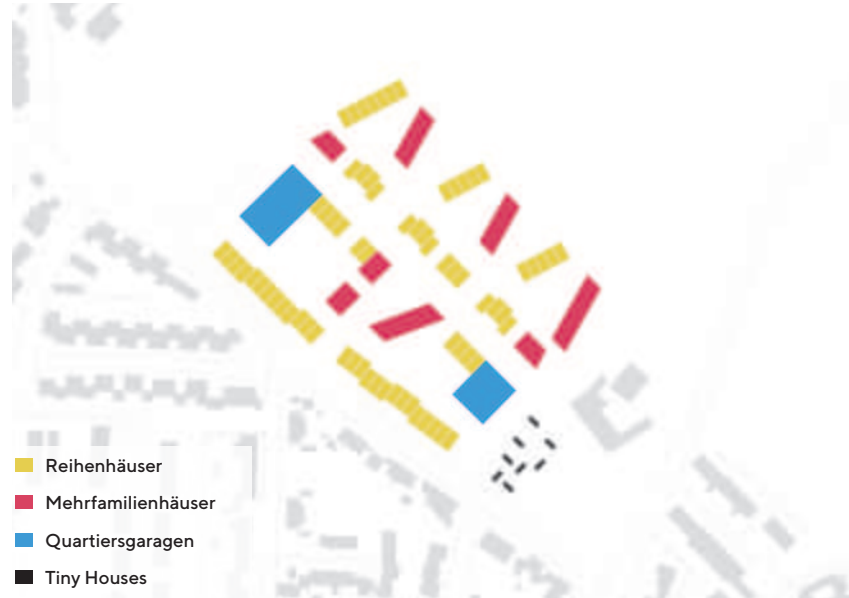 Reihenhäuser
Mehrfamilienhäuser
Quartiersgaragen
Tiny Houses